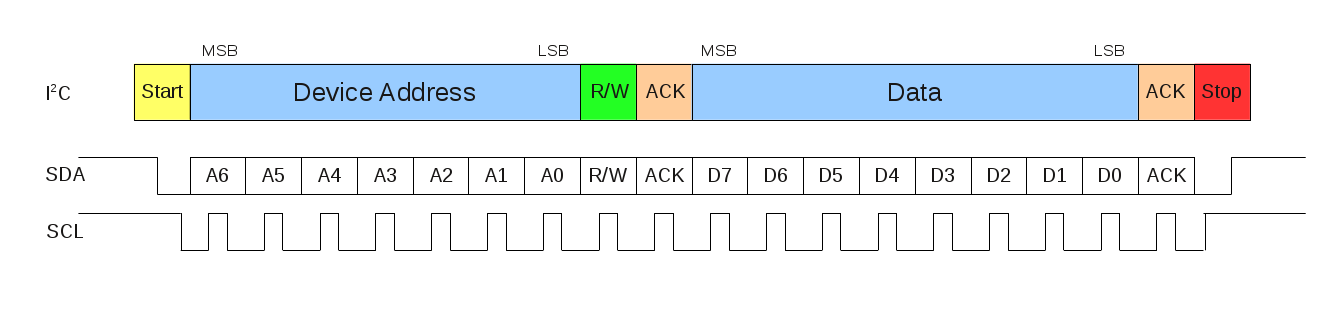 MSB LSB MSB LSB
I²C Start Device Address R/W ACK Data ACK Stop
SDA A6 A5 A4 A3 A2 A1 A0 R/W ACK D7 D6 D5 D4 D3 D2 D1 D0 ACK
SCL